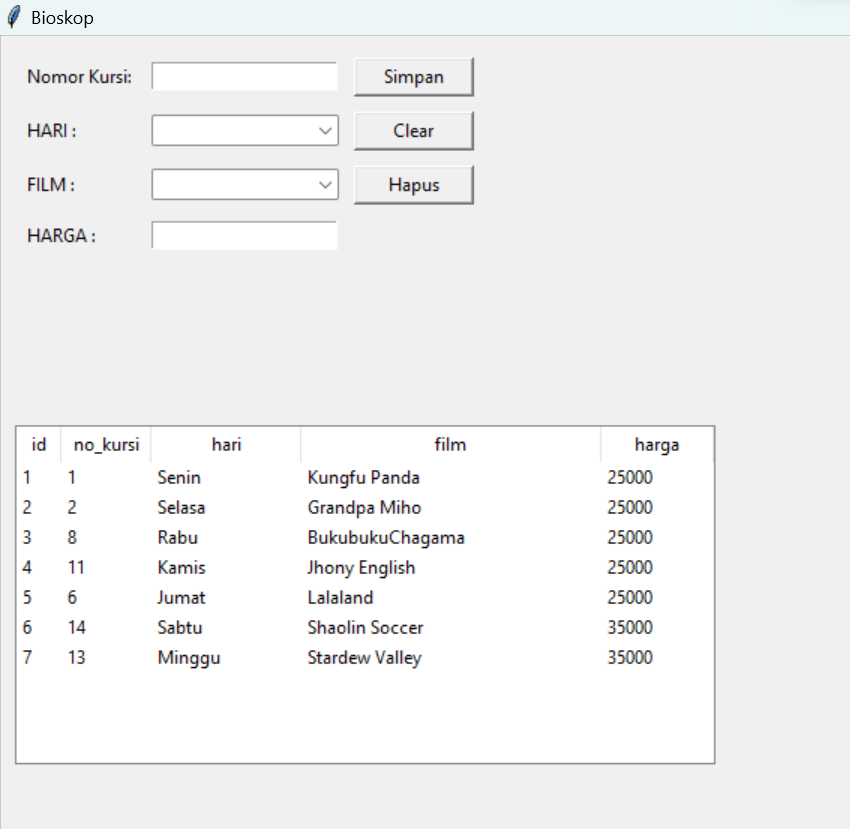 Bioskop
Nomor Kursi: Simpan
HARI : Clear
FILM : Hapus
HARGA :
id no_kursi hari film harga
1 1 Senin Kungfu Panda 25000
2 2 Selasa Grandpa Miho 25000
3 8 Rabu BukubukuChagama 25000
4 11 Kamis Jhony English 25000
5 6 Jumat Lalaland 25000
6 14 Sabtu Shaolin Soccer 35000
7 13 Minggu Stardew Valley 35000